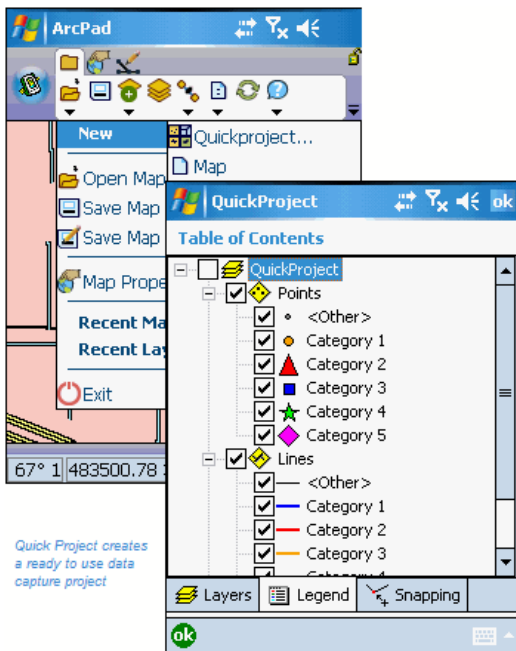 ArcPad
New
Quickproject...
Map
Open Map
Save Map
Save Map
Map Prope
Recent Ma
Recent Lay
Exit
67° 1 483500.78
QuickProject
ok
Table of Contents
QuickProject
Points
<Other>
Category 1
Category 2
Category 3
Category 4
Category 5
Lines
<Other>
Category 1
Category 2
Category 3
Layers Legend Snapping
ok
Quick Project creates
a ready to use data
capture project